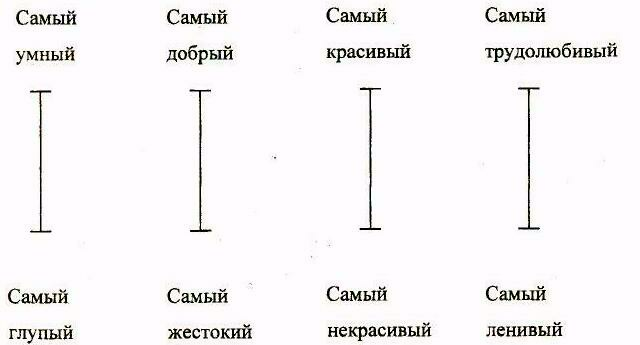 Самый Самый Самый Самый
умный добрый красивый трудолюбивый
Самый Самый Самый Самый
глупый жестокий некрасивый ленивый